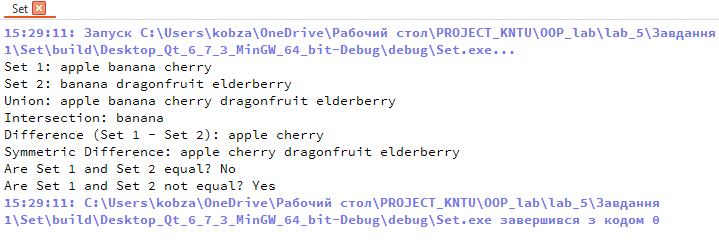 Set
15:29:11: Запуск C:\Users\kobza\OneDrive\Рабочий стол\PROJECT_KNTU\OOP_lab\lab_5\Завдання
1\Set\build\Desktop_Qt_6_7_3_MinGW_64_bit-Debug\debug\Set.exe...
Set 1: apple banana cherry
Set 2: banana dragonfruit elderberry
Union: apple banana cherry dragonfruit elderberry
Intersection: banana
Difference (Set 1 - Set 2): apple cherry
Symmetric Difference: apple cherry dragonfruit elderberry
Are Set 1 and Set 2 equal? No
Are Set 1 and Set 2 not equal? Yes
15:29:11: C:\Users\kobza\OneDrive\Рабочий стол\PROJECT_KNTU\OOP_lab\lab_5\Завдання
1\Set\build\Desktop_Qt_6_7_3_MinGW_64_bit-Debug\debug\Set.exe завершився з кодом 0